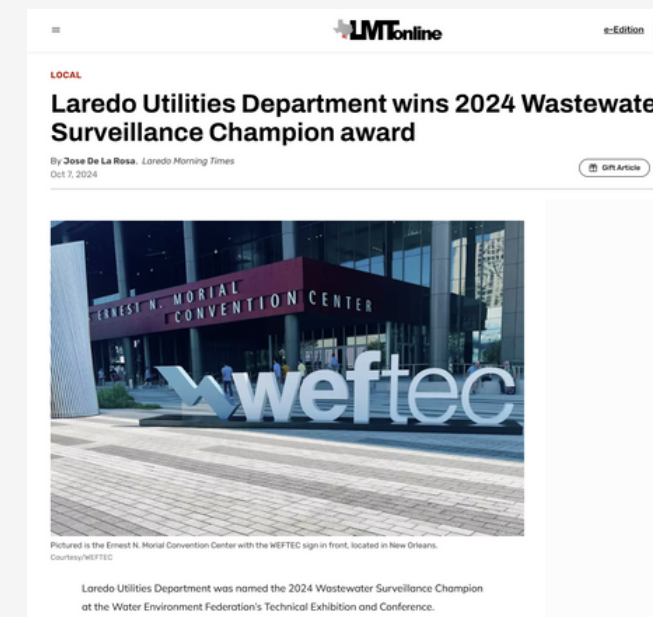 LMTonline
e-Edition
LOCAL
Laredo Utilities Department wins 2024 Wastewate
Surveillance Champion award
By Jose De La Rosa, Laredo Morning Times
Oct 7, 2024
Gift Article
ERNEST N. MORIAL
CONVENTION CENTER
weftec
Pictured is the Ernest N. Morial Convention Center with the WEFTEC sign in front, located in New Orleans.
Courtesy/WEFTEC
Laredo Utilities Department was named the 2024 Wastewater Surveillance Champion
at the Water Environment Federation's Technical Exhibition and Conference.